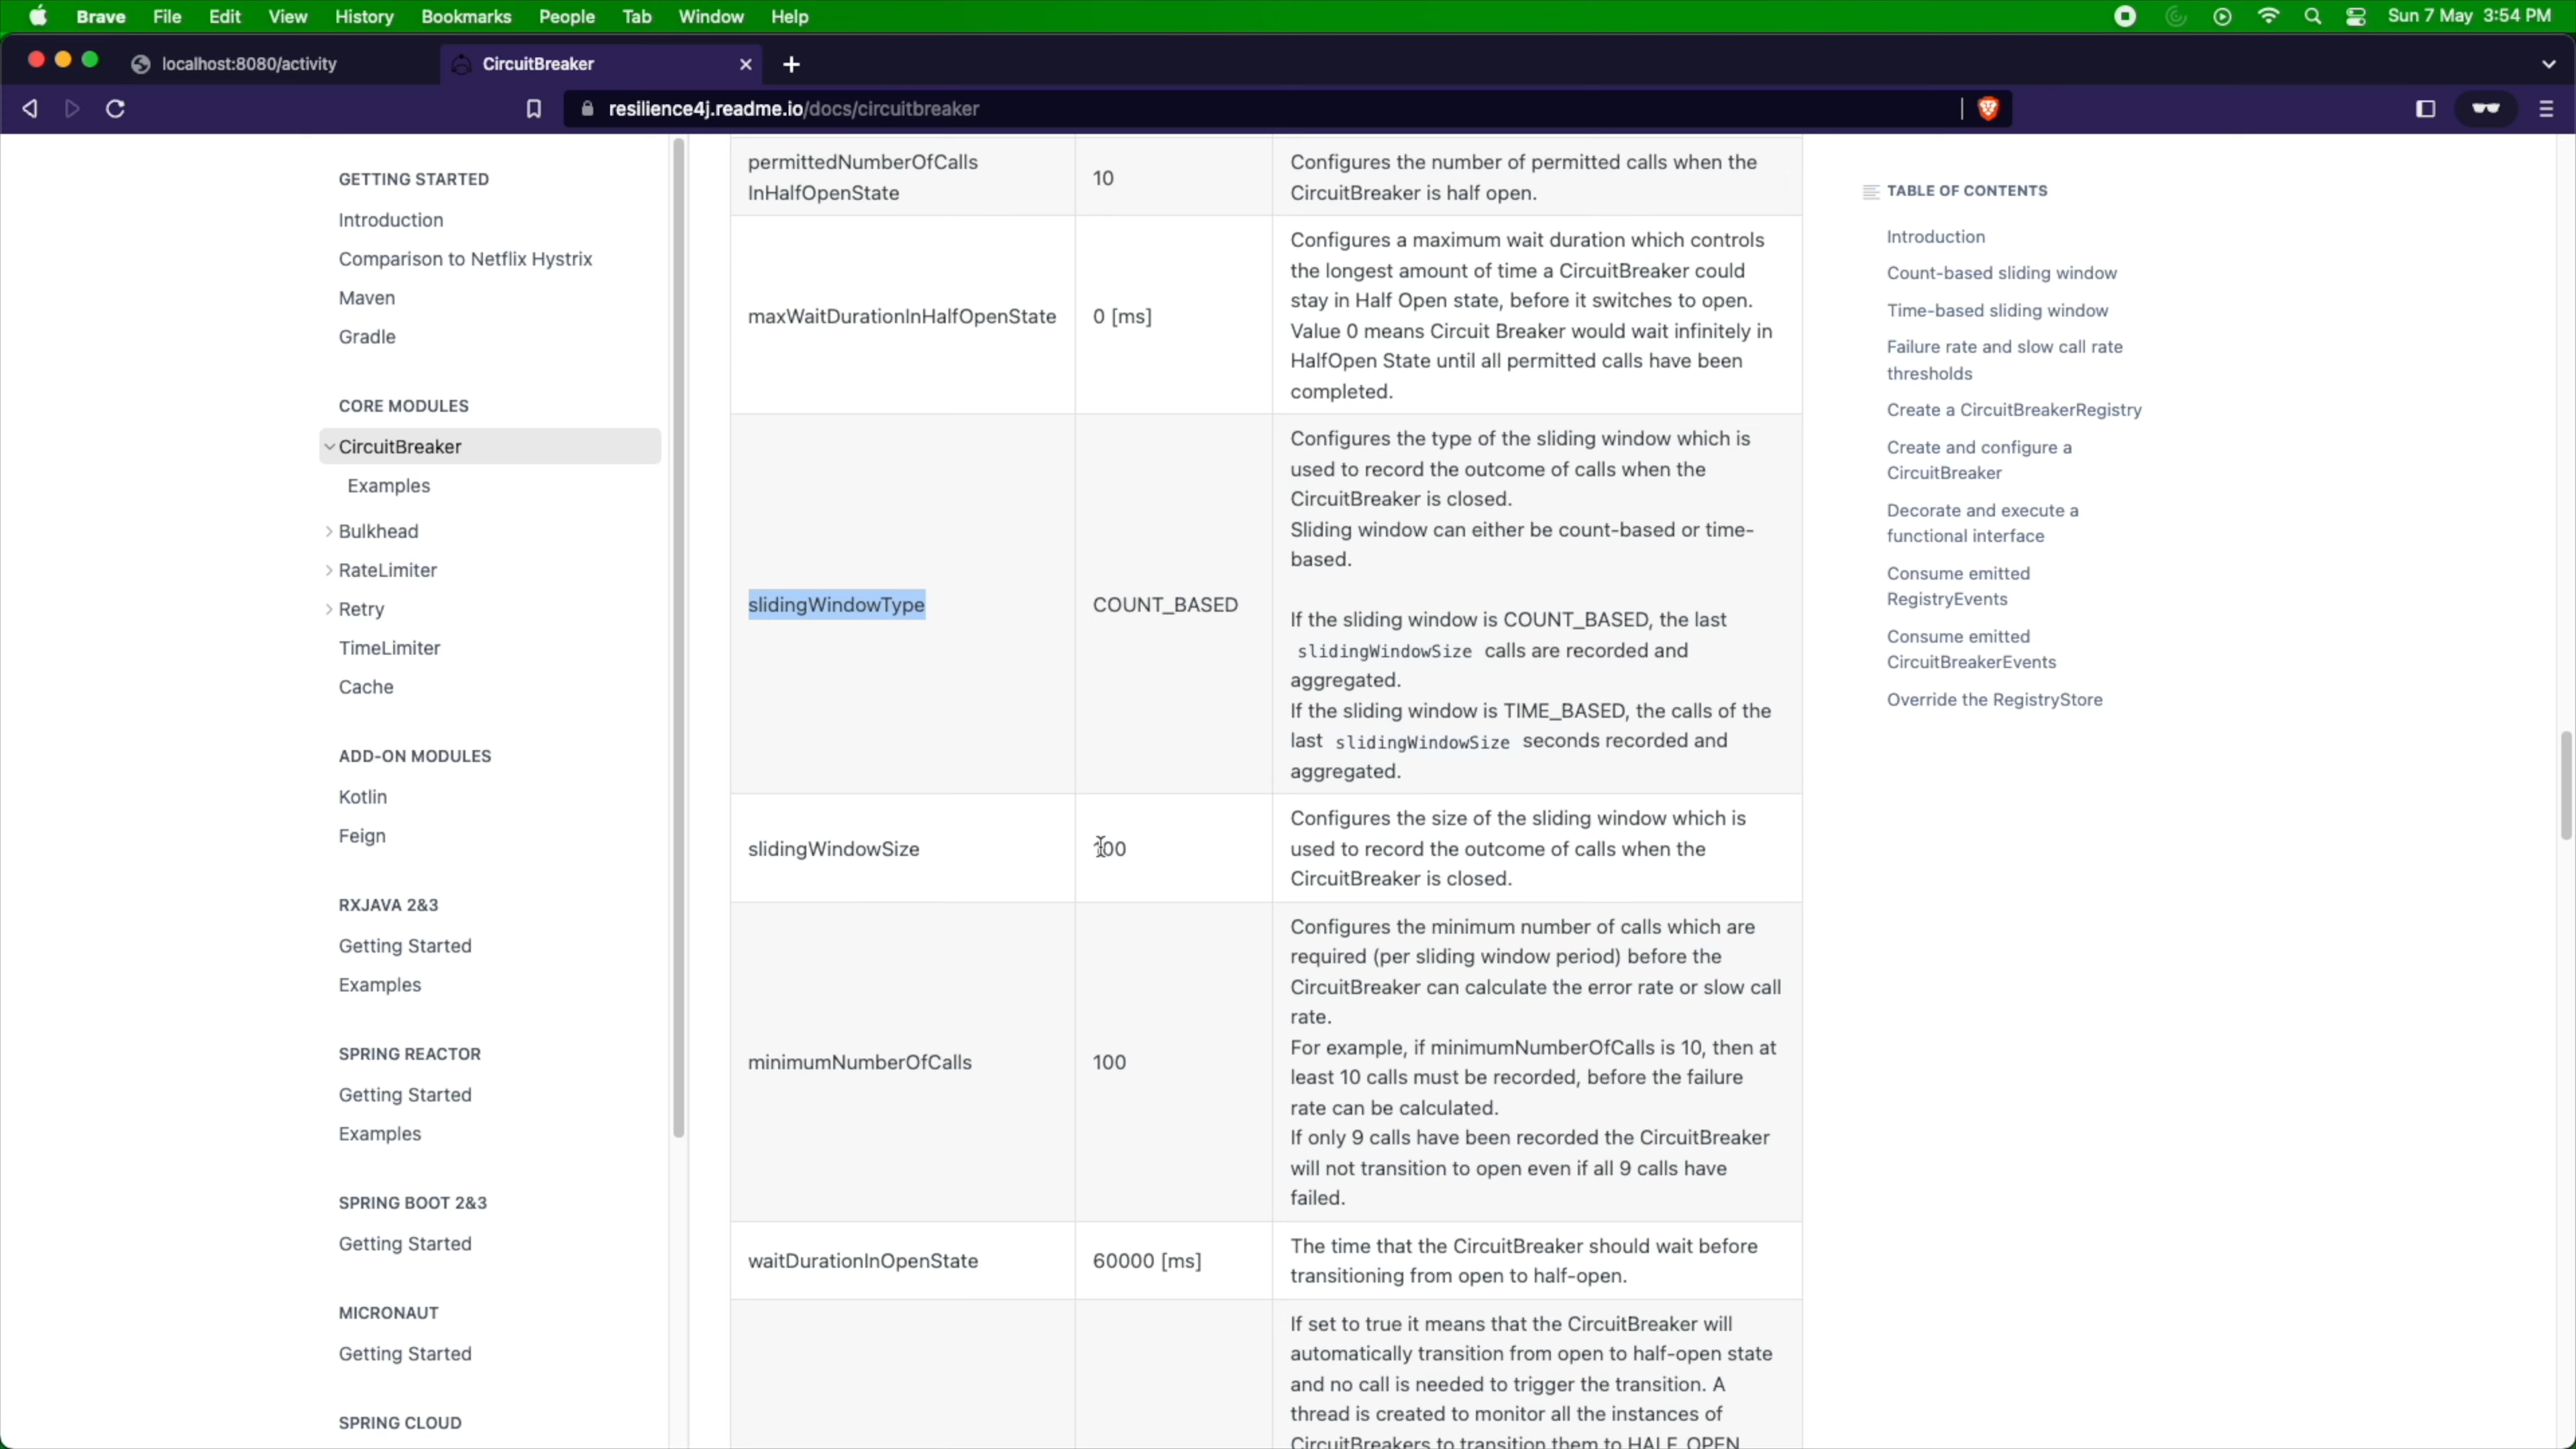 Brave File Edit View History Bookmarks People Tab Window Help Sun 7 May 3:54 PM
localhost:8080/activity CircuitBreaker
resilience4j.readme.io/docs/circuitbreaker
GETTING STARTED
Introduction
Comparison to Netflix Hystrix
Maven
Gradle
CORE MODULES
CircuitBreaker
Examples
Bulkhead
RateLimiter
Retry
TimeLimiter
Cache
ADD-ON MODULES
Kotlin
Feign
RXJAVA 2&3
Getting Started
Examples
SPRING REACTOR
Getting Started
Examples
SPRING BOOT 2&3
Getting Started
MICRONAUT
Getting Started
SPRING CLOUD
permittedNumberOfCalls
InHalfOpenState
10
Configures the number of permitted calls when the
CircuitBreaker is half open.
maxWaitDurationInHalfOpenState
0 [ms]
Configures a maximum wait duration which controls
the longest amount of time a CircuitBreaker could
stay in Half Open state, before it switches to open.
Value 0 means Circuit Breaker would wait infinitely in
HalfOpen State until all permitted calls have been
completed.
slidingWindowType
COUNT_BASED
Configures the type of the sliding window which is
used to record the outcome of calls when the
CircuitBreaker is closed.
Sliding window can either be count-based or time-
based.
If the sliding window is COUNT_BASED, the last
slidingWindowSize calls are recorded and
aggregated.
If the sliding window is TIME_BASED, the calls of the
last slidingWindowSize seconds recorded and
aggregated.
slidingWindowSize
100
Configures the size of the sliding window which is
used to record the outcome of calls when the
CircuitBreaker is closed.
minimumNumberOfCalls
100
Configures the minimum number of calls which are
required (per sliding window period) before the
CircuitBreaker can calculate the error rate or slow call
rate.
For example, if minimumNumberOfCalls is 10, then at
least 10 calls must be recorded, before the failure
rate can be calculated.
If only 9 calls have been recorded the CircuitBreaker
will not transition to open even if all 9 calls have
failed.
waitDurationInOpenState
60000 [ms]
The time that the CircuitBreaker should wait before
transitioning from open to half-open.
If set to true it means that the CircuitBreaker will
automatically transition from open to half-open state
and no call is needed to trigger the transition. A
thread is created to monitor all the instances of
CircuitBreakers to transition them to HALF_OPEN
TABLE OF CONTENTS
Introduction
Count-based sliding window
Time-based sliding window
Failure rate and slow call rate
thresholds
Create a CircuitBreakerRegistry
Create and configure a
CircuitBreaker
Decorate and execute a
functional interface
Consume emitted
RegistryEvents
Consume emitted
CircuitBreakerEvents
Override the RegistryStore